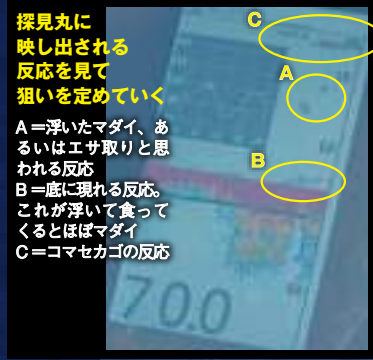 探見丸に
映し出される
反応を見て
狙いを定めていく
A＝浮いたマダイ、あ
るいはエサ取りと思
われる反応
B＝底に現れる反応。
これが浮いて食って
くるとほぼマダイ
C＝コマセカゴの反応
C
A
B
70.0